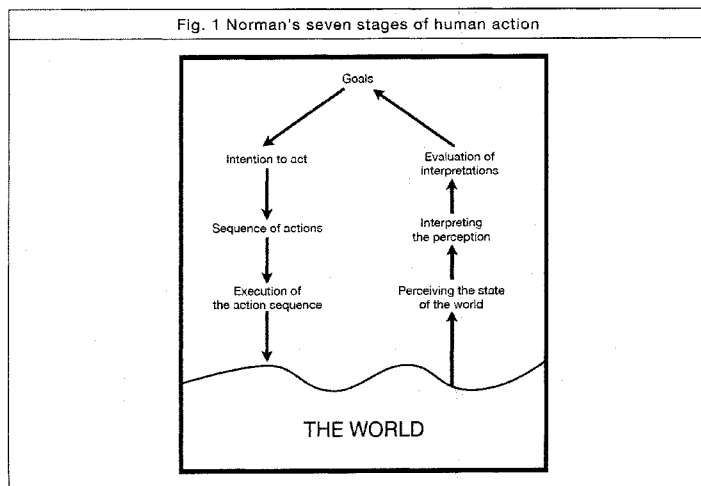 Fig. 1 Norman's seven stages of human action
Goals
Intention to act
Sequence of actions
Execution of
the action sequence
Evaluation of
interpretations
Interpreting
the perception
Perceiving the state
of the world
THE WORLD